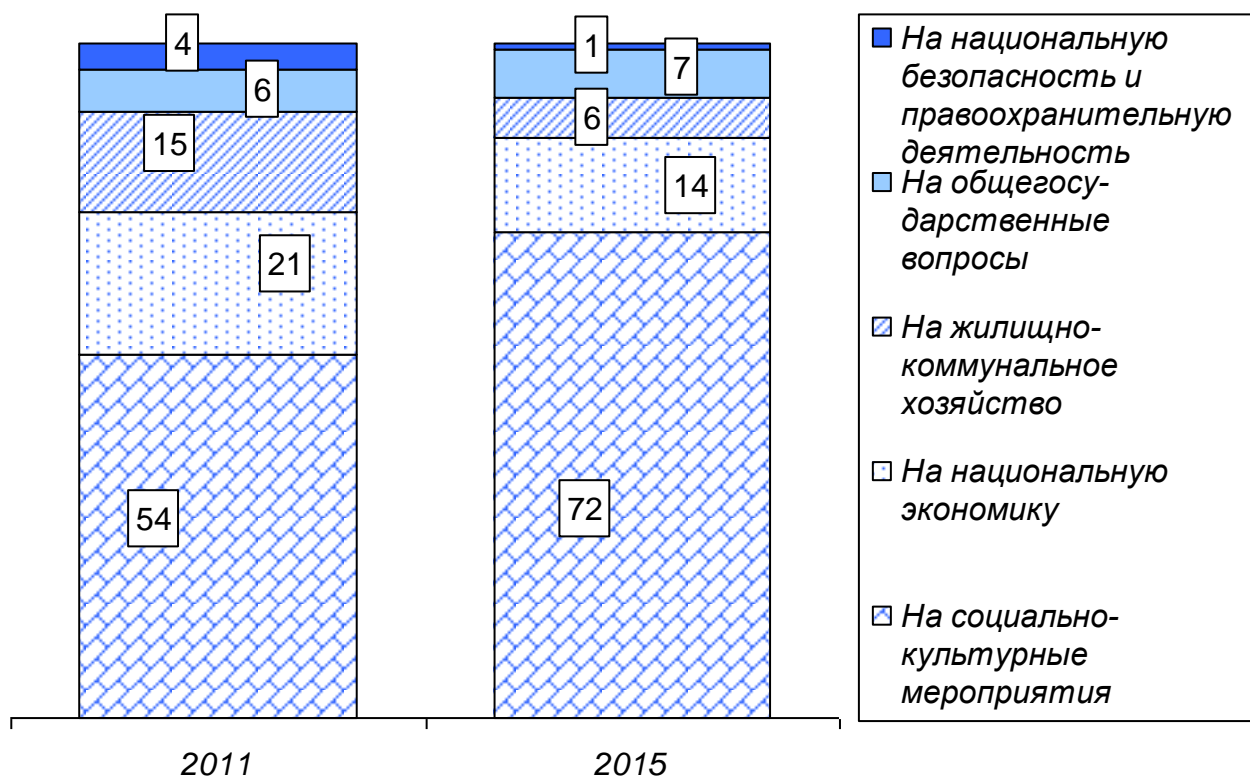 4
6
15
21
54
1
7
6
14
72
2011
2015
На национальную
безопасность и
правоохранительную
деятельность
На общегосу-
дарственные
вопросы
На жилищно-
коммунальное
хозяйство
На национальную
экономику
На социально-
культурные
мероприятия